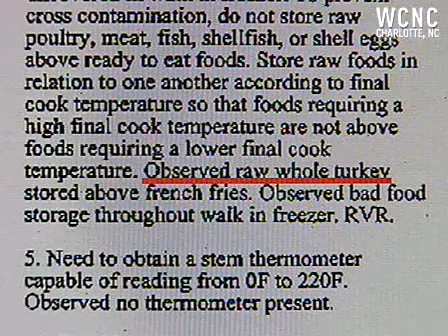 WCNC
CHARLOTTE, NC
cross contamination, do not store raw
poultry, meat, fish, shellfish, or shell eggs
above ready to eat foods. Store raw foods in
relation to one another according to final
cook temperature so that foods requiring a
high final cook temperature are not above
foods requiring a lower final cook
temperature. Observed raw whole turkey
stored above french fries. Observed bad food
storage throughout walk in freezer, RVR.
5. Need to obtain a stem thermometer
capable of reading from 0F to 220F.
Observed no thermometer present.